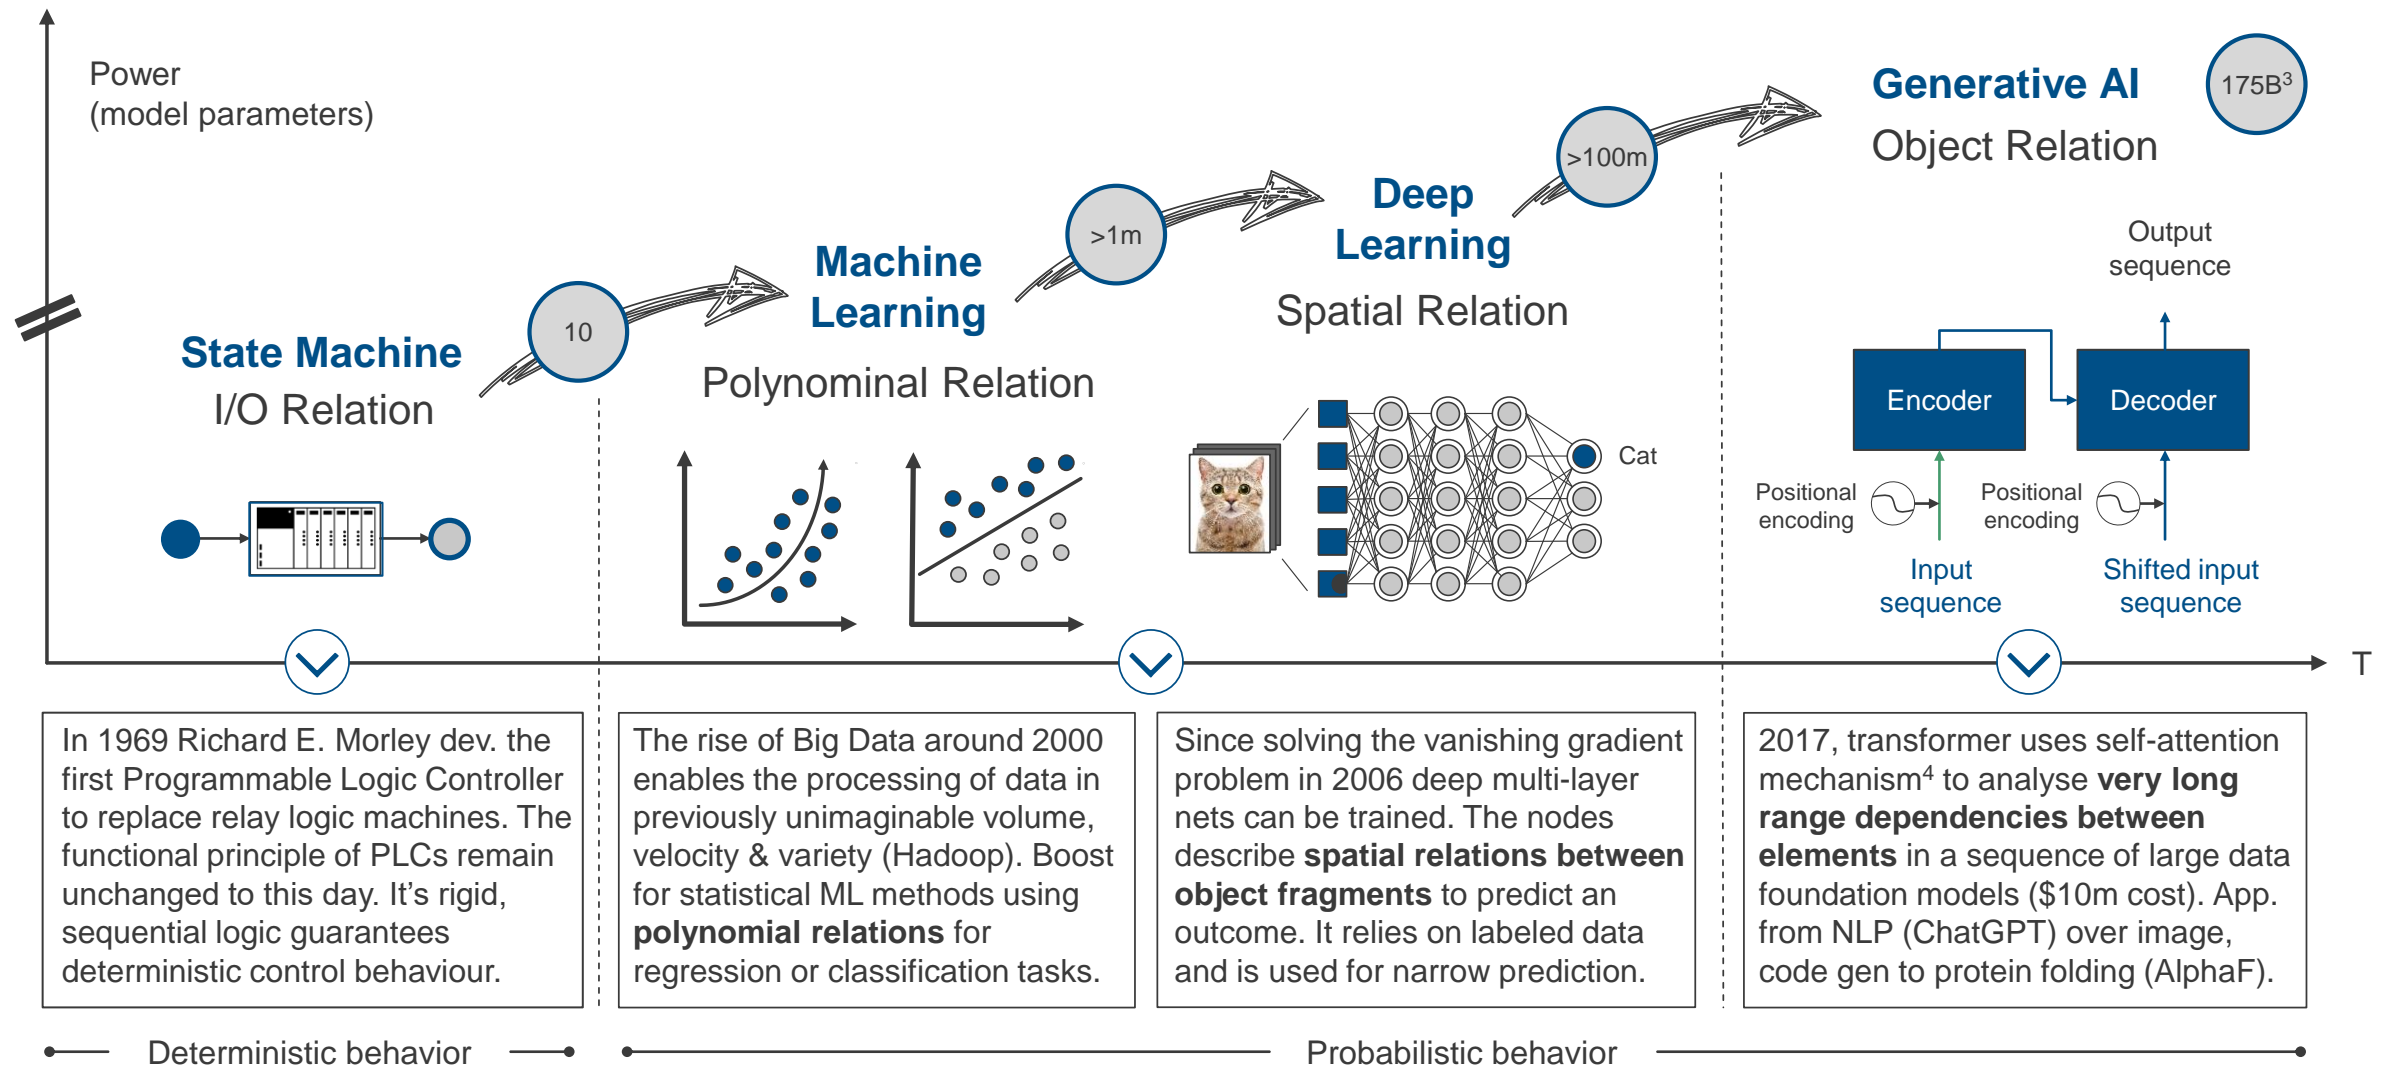 Power
(model parameters)
State Machine
I/O Relation
10
Machine
Learning
Polynominal Relation
>1m
Deep
Learning
Spatial Relation
Cat
>100m
Generative AI
Object Relation
175B³
Output
sequence
Encoder
Decoder
Positional
encoding
Positional
encoding
Input
sequence
Shifted input
sequence
T
In 1969 Richard E. Morley dev. the
first Programmable Logic Controller
to replace relay logic machines. The
functional principle of PLCs remain
unchanged to this day. It’s rigid,
sequential logic guarantees
deterministic control behaviour.
The rise of Big Data around 2000
enables the processing of data in
previously unimaginable volume,
velocity & variety (Hadoop). Boost
for statistical ML methods using
polynomial relations for
regression or classification tasks.
Since solving the vanishing gradient
problem in 2006 deep multi-layer
nets can be trained. The nodes
describe spatial relations between
object fragments to predict an
outcome. It relies on labeled data
and is used for narrow prediction.
2017, transformer uses self-attention
mechanism⁴ to analyse very long
range dependencies between
elements in a sequence of large data
foundation models ($10m cost). App.
from NLP (ChatGPT) over image,
code gen to protein folding (AlphaF).
Deterministic behavior
Probabilistic behavior